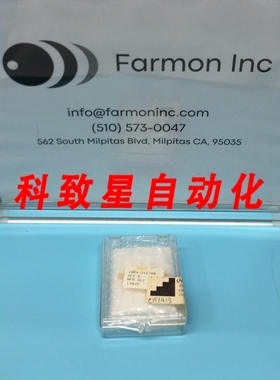 Farmon Inc
info@farmoninc.com
(510) 573-0047
562 South Milpitas Blvd, Milpitas CA, 95035
科致星自动化